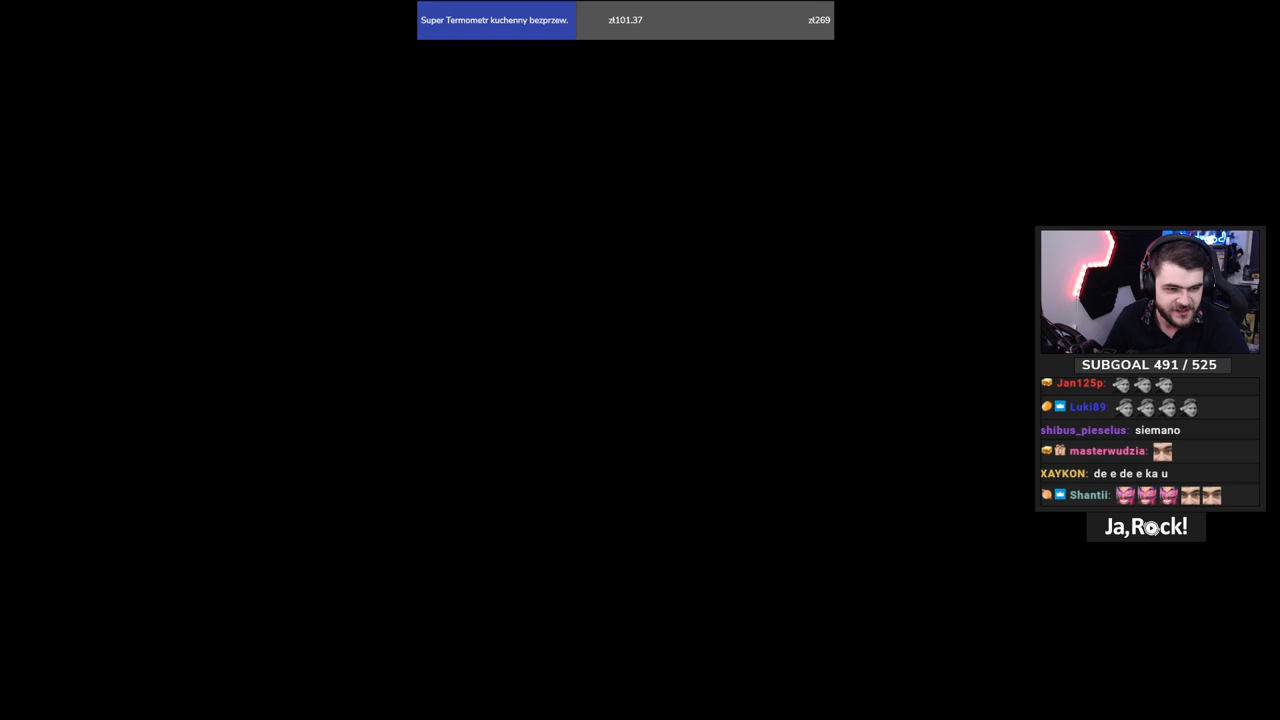 Super Termometr kuchenny bezprzew. zł101.37 zł269
SUBGOAL 491 / 525
Jan125p:
Luki89:
shibus_pieselus: siemano
masterwudzia:
XAYKON: de e de e ka u
Shantii:
Ja,Rock!